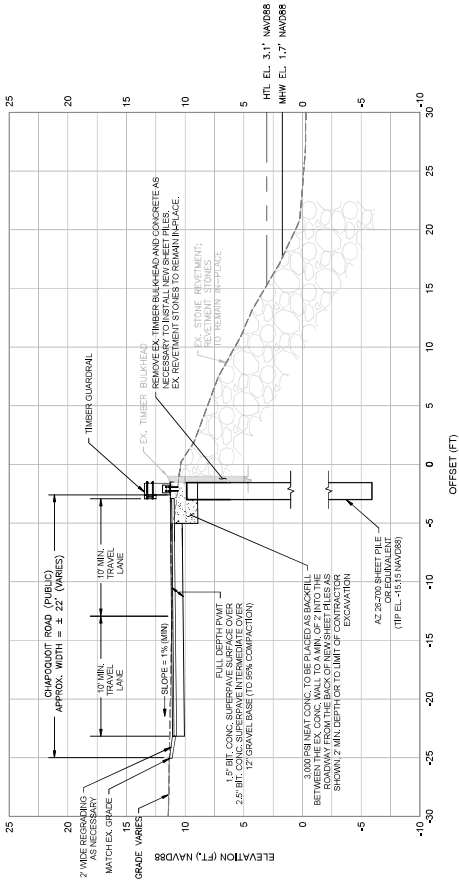 CHAPOQUOIT ROAD (PUBLIC)
APPROX. WIDTH = ± 22' (VARIES)
10' MIN.
TRAVEL
LANE
10' MIN.
TRAVEL
LANE
2' WIDE REGRADING
AS NECESSARY
MATCH EX. GRADE
GRADE VARIES
SLOPE = 1% (MIN)
TIMBER GUARDRAIL
EX. TIMBER BULKHEAD
REMOVE EX. TIMBER BULKHEAD AND CONCRETE AS
NECESSARY TO INSTALL NEW SHEET PILES.
EX. REVETMENT STONES TO REMAIN IN-PLACE.
EX. STONE REVETMENT;
REVETMENT STONES
TO REMAIN IN-PLACE
HTL EL. 3.1' NAVD88
MHW EL. 1.7' NAVD88
FULL DEPTH PVMT
1.5" BIT. CONC. SUPERPAVE SURFACE OVER
2.5" BIT. CONC. SUPERPAVE INTERMEDIATE OVER
12" GRAVEL BASE (TO 95% COMPACTION)
3,000 PSI NEAT CONC. TO BE PLACED AS BACKFILL
BETWEEN THE EX. CONC. WALL TO A MIN. OF 2' INTO THE
ROADWAY FROM THE BACK OF NEW SHEET PILES AS
SHOWN. 2' MIN. DEPTH OR TO LIMIT OF CONTRACTOR
EXCAVATION
AZ 26-700 SHEET PILE
OR EQUIVALENT
(TIP EL. -15.15 NAVD88)
ELEVATION (FT, NAVD88)
25
20
15
10
5
0
-5
-10
25
20
15
10
5
0
-5
-10
-30
-25
-20
-15
-10
-5
0
5
10
15
20
25
30
OFFSET (FT)